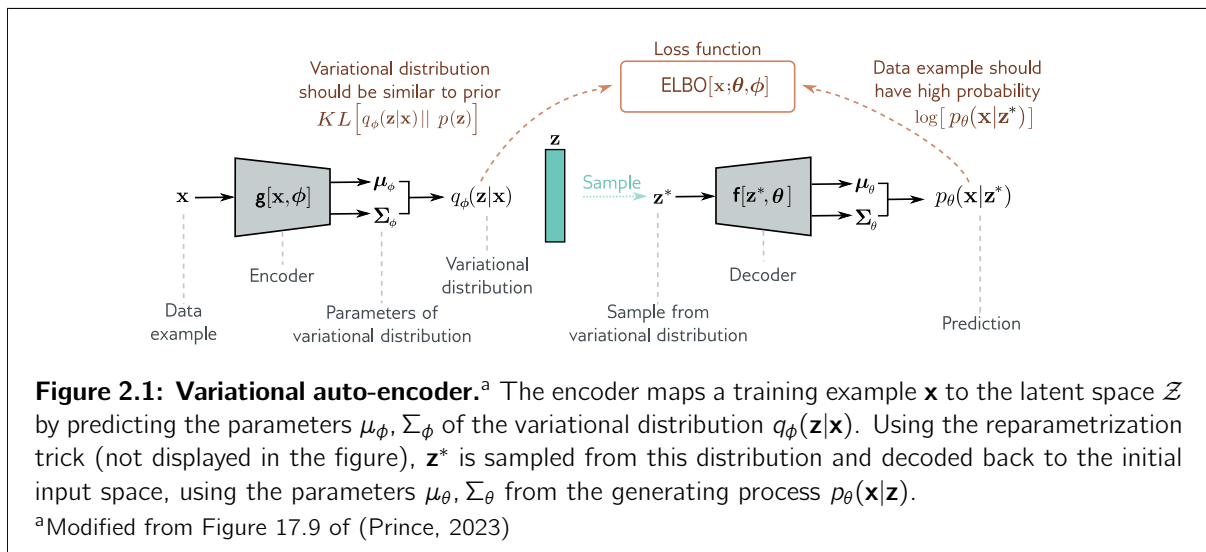 Loss function
Variational distribution
should be similar to prior
KL[q_ϕ(z|x)|| p(z)]
ELBO[x;θ,ϕ]
Data example should
have high probability
log[p_θ(x|z*)]
z
x
g[x,ϕ]
μ_ϕ
Σ_ϕ
q_ϕ(z|x)
Sample
z*
f[z*,θ]
μ_θ
Σ_θ
p_θ(x|z*)
Encoder
Variational
distribution
Decoder
Data
example
Parameters of
variational distribution
Sample from
variational distribution
Prediction
Figure 2.1: Variational auto-encoder.ᵃ The encoder maps a training example x to the latent space 𝒵
by predicting the parameters μ_ϕ, Σ_ϕ of the variational distribution q_ϕ(z|x). Using the reparametrization
trick (not displayed in the figure), z* is sampled from this distribution and decoded back to the initial
input space, using the parameters μ_θ, Σ_θ from the generating process p_θ(x|z).
ᵃModified from Figure 17.9 of (Prince, 2023)